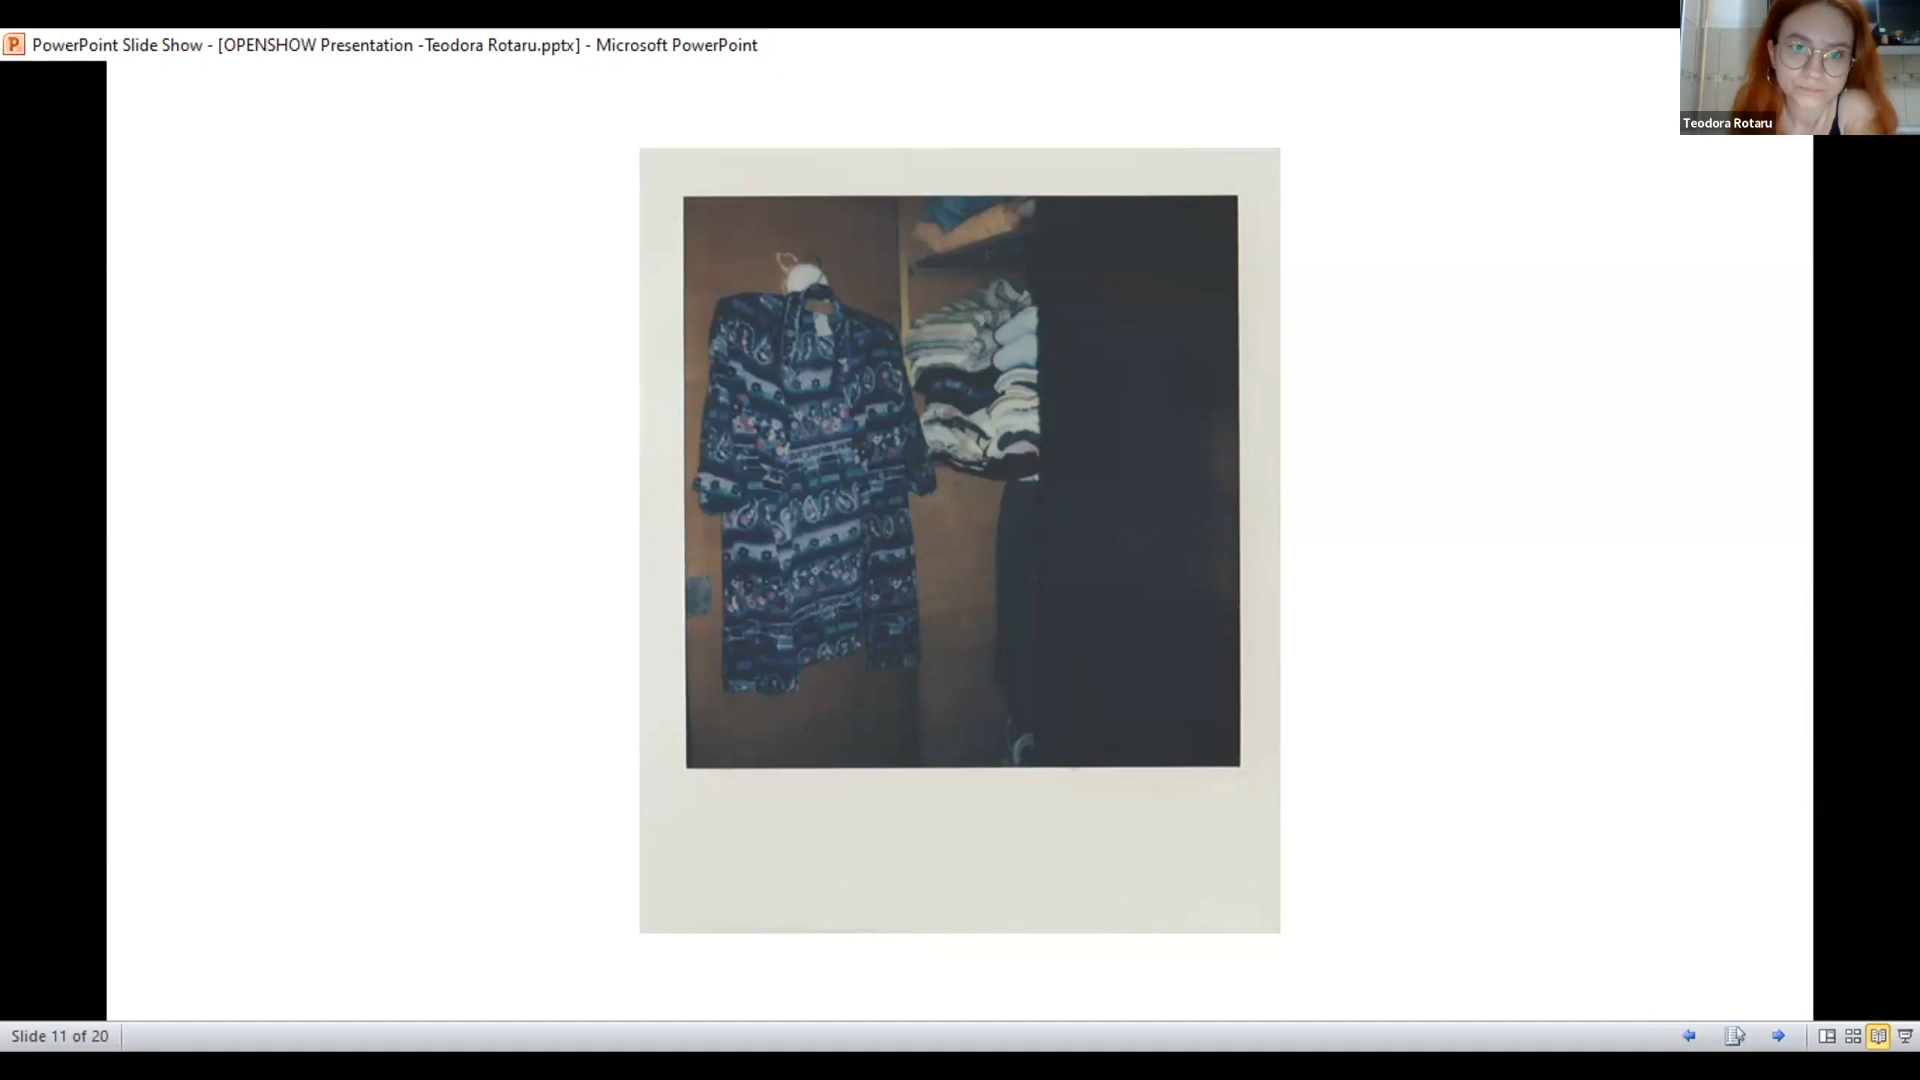 PowerPoint Slide Show - [OPENSHOW Presentation -Teodora Rotaru.pptx] - Microsoft PowerPoint
Teodora Rotaru
Slide 11 of 20